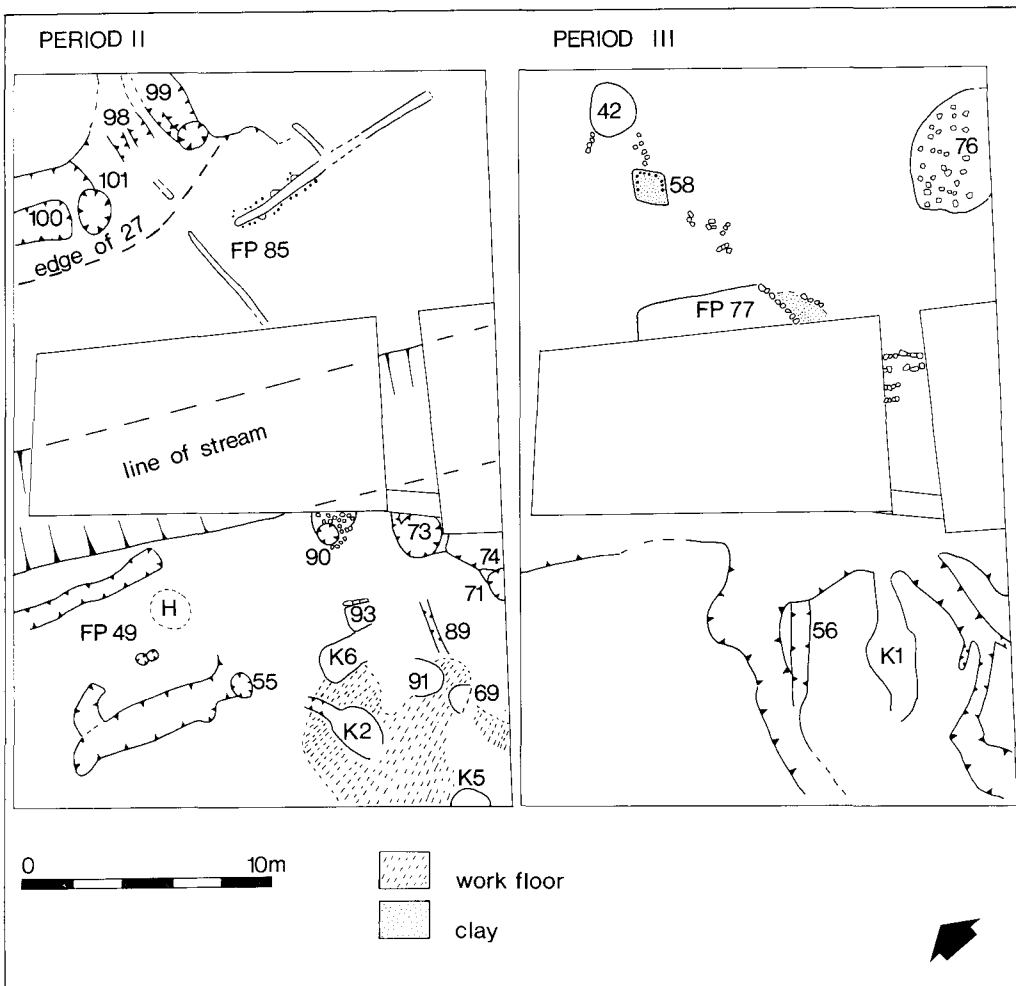 PERIOD II
99
98
101
100
edge of 27
FP 85
line of stream
90
73
74
71
H
FP 49
93
89
K6
91
55
69
K2
K5
PERIOD III
42
76
58
FP 77
56
K1
0 10m
work floor
clay